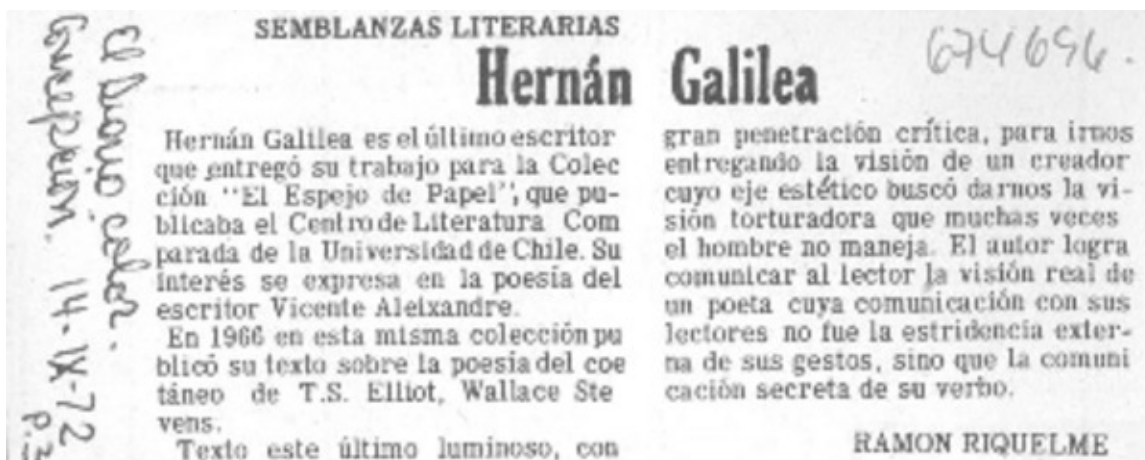 SEMBLANZAS LITERARIAS
Hernán Galilea
674696.
Hernán Galilea es el último escritor
que entregó su trabajo para la Colec
ción "El Espejo de Papel", que pu-
blicaba el Centro de Literatura Com
parada de la Universidad de Chile. Su
interés se expresa en la poesía del
escritor Vicente Aleixandre.
En 1966 en esta misma colección pu
blicó su texto sobre la poesía del coe
táneo de T.S. Elliot, Wallace Ste
vens.
Texto este último luminoso, con
gran penetración crítica, para irnos
entregando la visión de un creador
cuyo eje estético buscó darnos la vi-
sión torturadora que muchas veces
el hombre no maneja. El autor logra
comunicar al lector la visión real de
un poeta cuya comunicación con sus
lectores no fue la estridencia exter-
na de sus gestos, sino que la comuni
cación secreta de su verbo.
RAMON RIQUELME
El Diario
Concepción. 14-IX-72